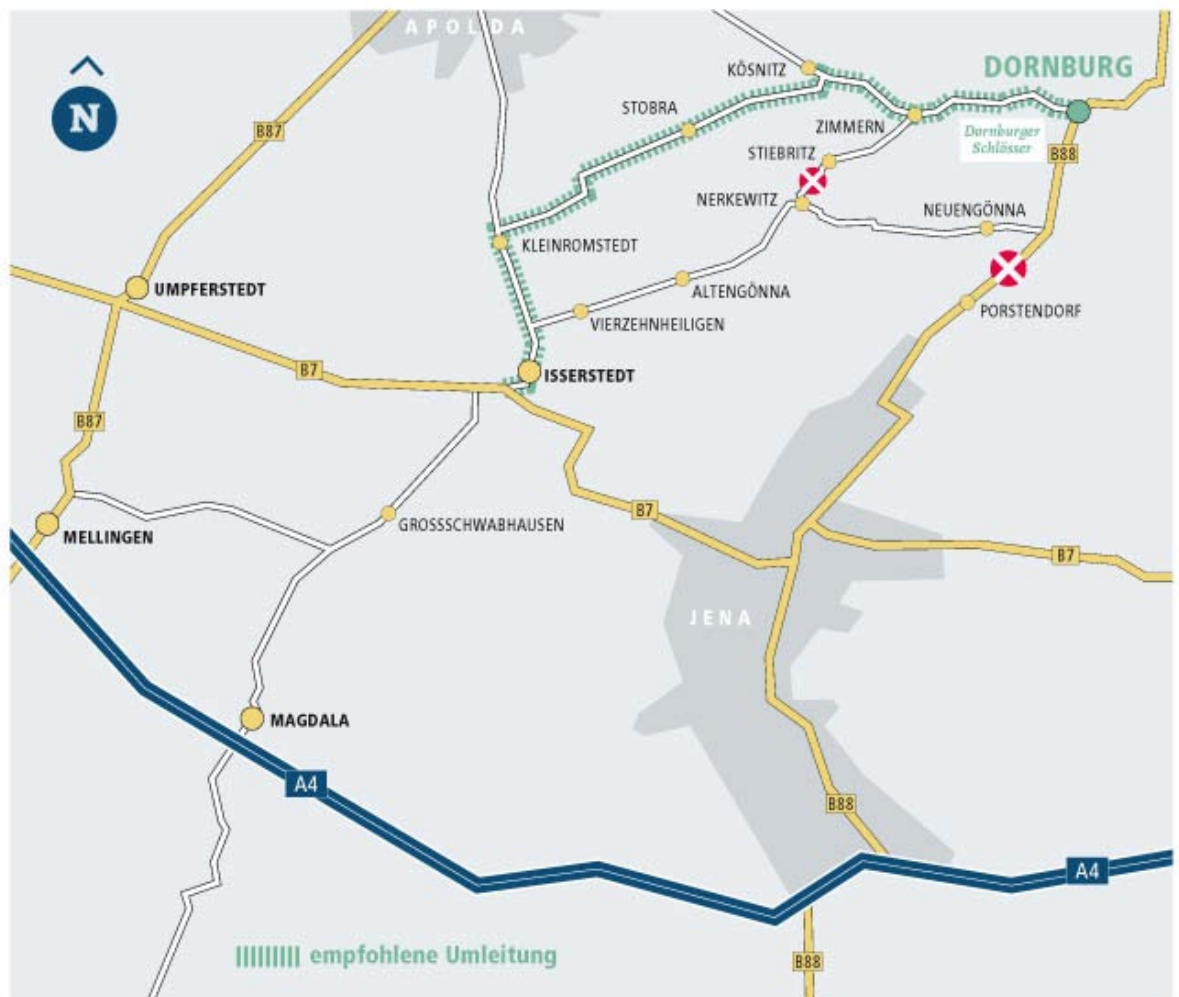 APOLDA
N
KÖSNITZ
DORNBURG
STOBRA
B87
ZIMMERN
Dornburger
Schlösser
STIEBRITZ
B88
NERKEWITZ
NEUENGÖNNA
KLEINROMSTEDT
UMPFERSTEDT
ALTENGÖNNA
PORSTENDORF
VIERZEHNHEILIGEN
B7
ISSERSTEDT
B87
B7
GROSSSCHWABHAUSEN
MELLINGEN
B7
JENA
MAGDALA
A4
B88
A4
empfohlene Umleitung
B88